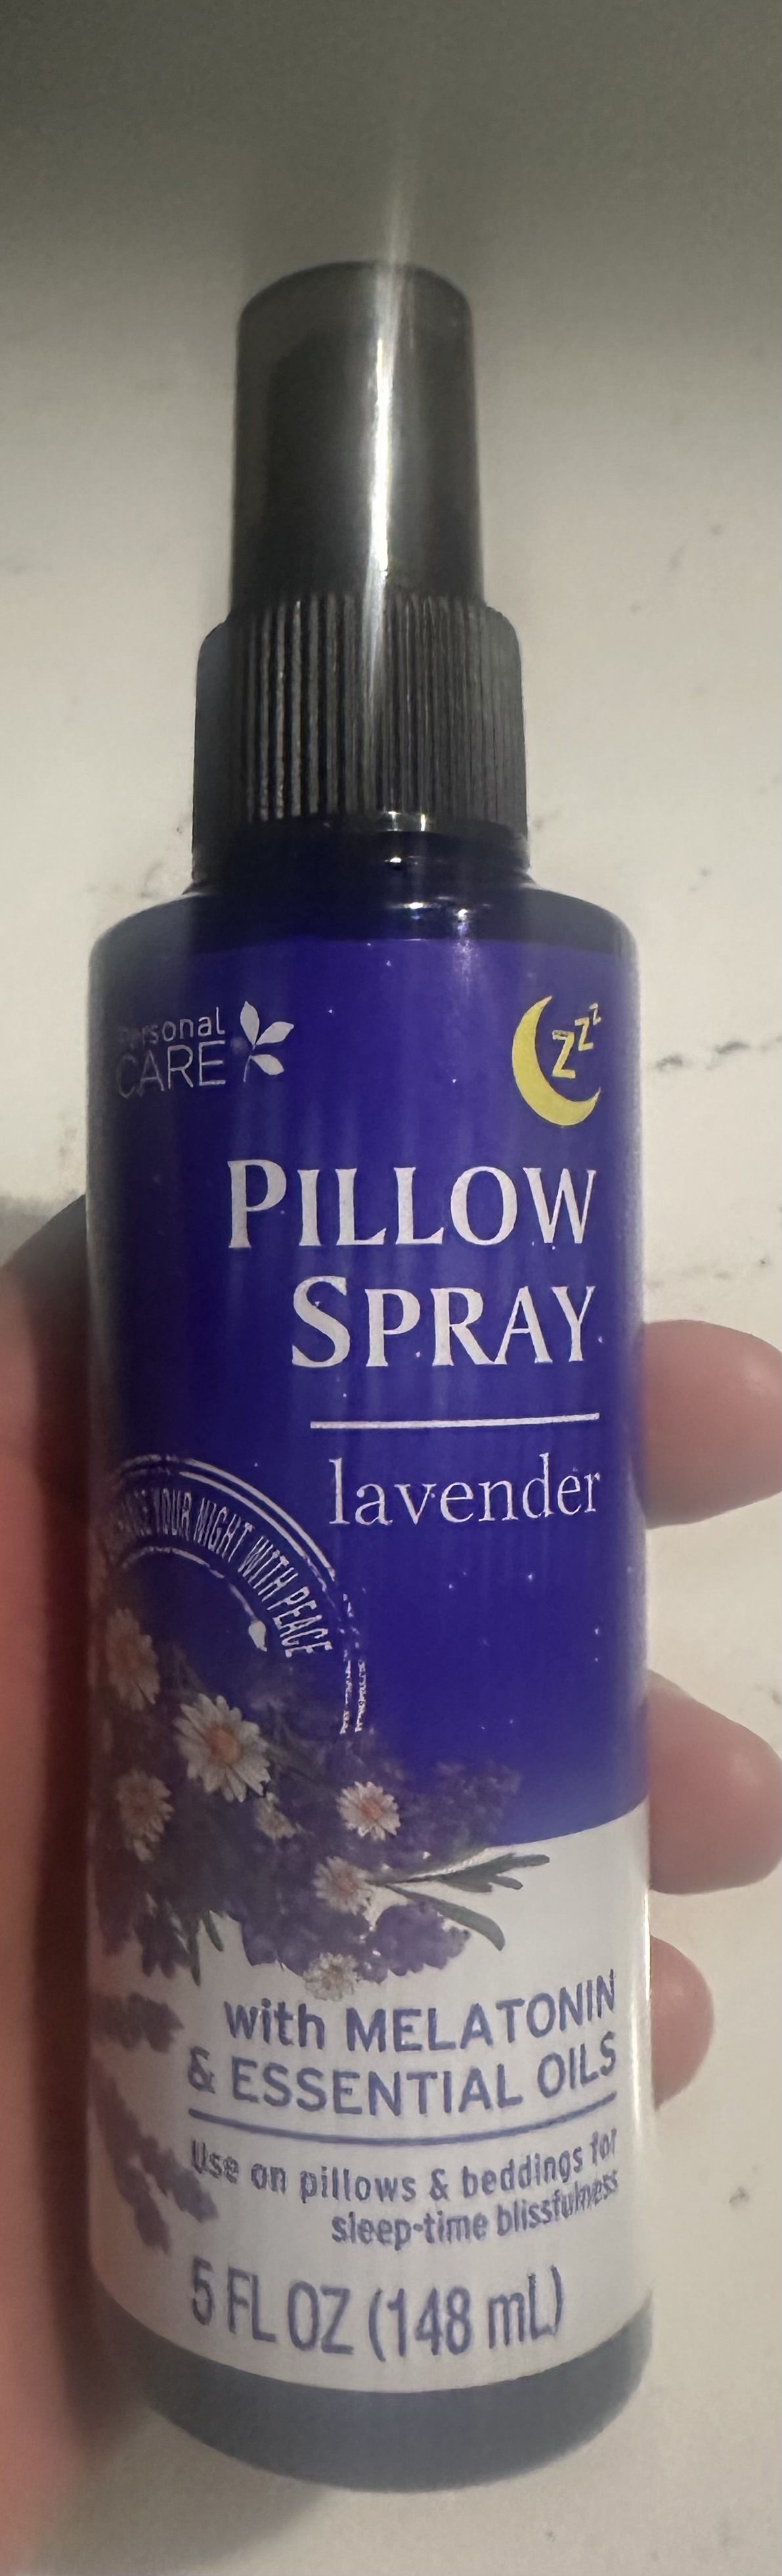 Personal
CARE
zzz
PILLOW
SPRAY
lavender
YOUR NIGHT WITH PEACE
with MELATONIN
& ESSENTIAL OILS
Use on pillows & beddings for
sleep-time blissfulness
5 FL OZ (148 mL)